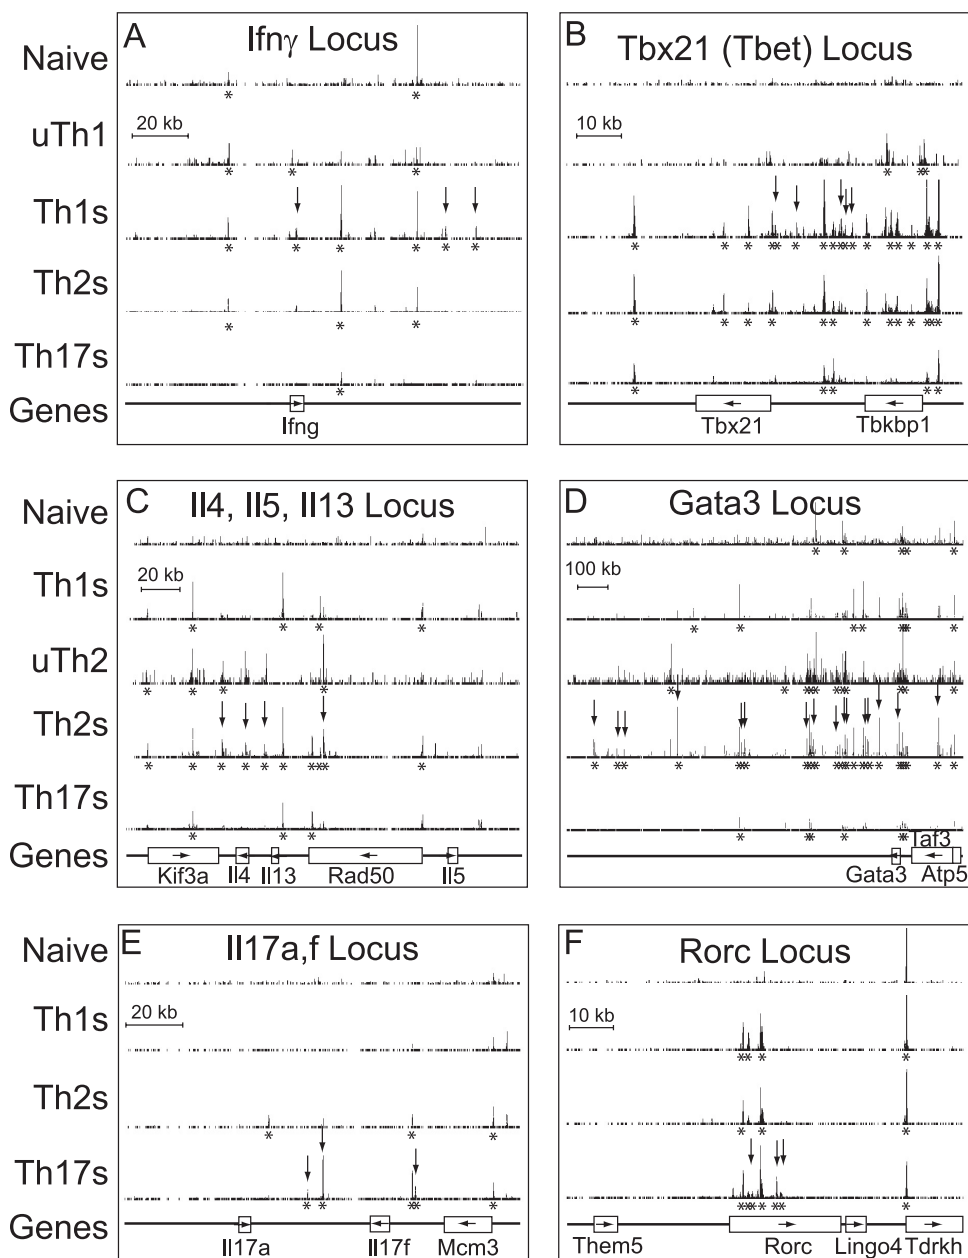 A
Ifnγ Locus
Naive
*
*
20 kb
uTh1
*
*
*
*
Th1s
*
*
*
*
*
*
Th2s
*
*
*
Th17s
*
Genes
Ifng
B
Tbx21 (Tbet) Locus
10 kb
Tbx21
Tbkbp1
C
Il4, Il5, Il13 Locus
Naive
20 kb
Th1s
uTh2
Th2s
Th17s
Genes
Kif3a
Il4
Il13
Rad50
Il5
D
Gata3 Locus
100 kb
Gata3
Taf3
Atp5
E
Il17a,f Locus
Naive
20 kb
Th1s
Th2s
Th17s
Genes
Il17a
Il17f
Mcm3
F
Rorc Locus
10 kb
Them5
Rorc
Lingo4
Tdrkh